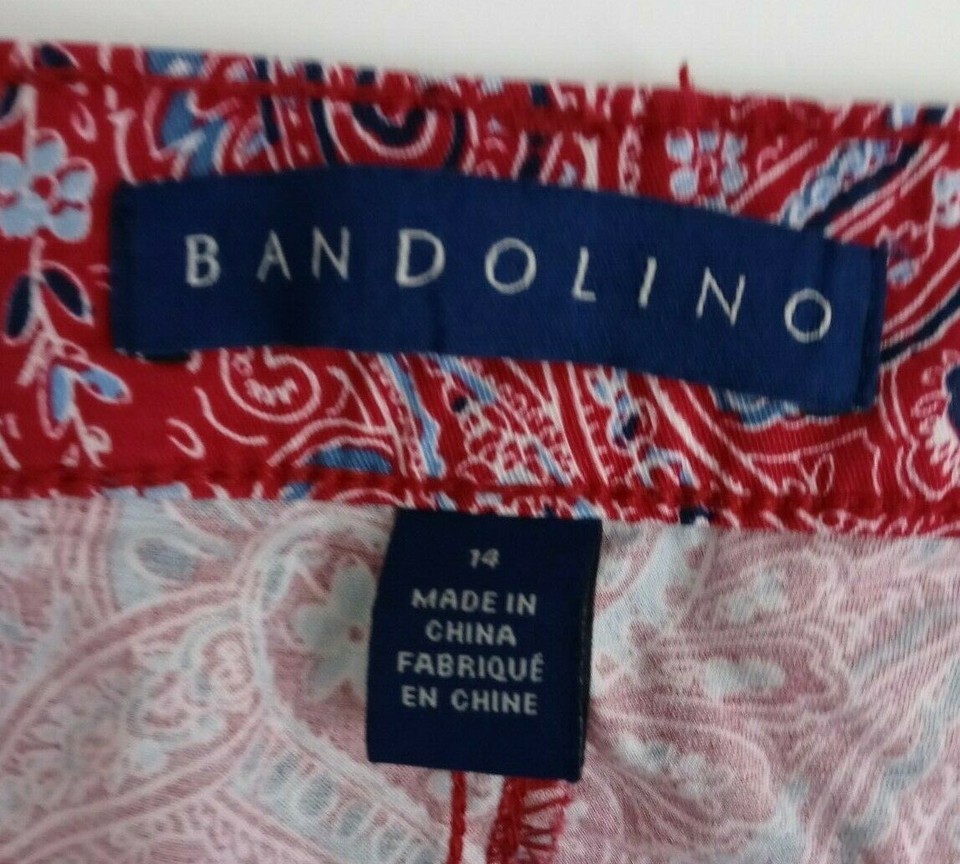 BANDOLINO
14
MADE IN
CHINA
FABRIQUÉ
EN CHINE